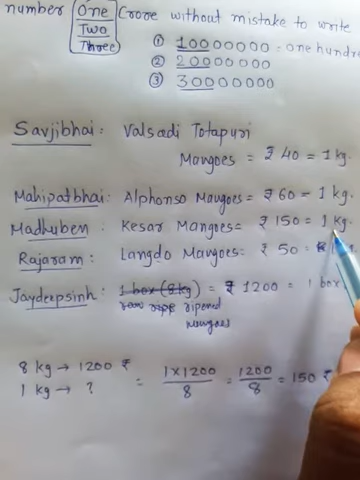 number One Crore without mistake to write
Two
Three
① 10000000 = one hundre
② 20000000
③ 30000000
Savjibhai: Valsadi Totapuri
Mangoes = ₹ 40 = 1 kg.
Mahipatbhai: Alphonso Mangoes = ₹ 60 = 1 kg.
Madhuben: Kesar Mangoes = ₹ 150 = 1 kg.
Rajaram: Langdo Mangoes = ₹ 50 =
Jaydeepsinh: 1 box (8 kg) = ₹ 1200 = 1 box
ripened
mangoes
8 kg → 1200 ₹
1 kg → ? = 1 x 1200 / 8 = 1200 / 8 = 150 ₹